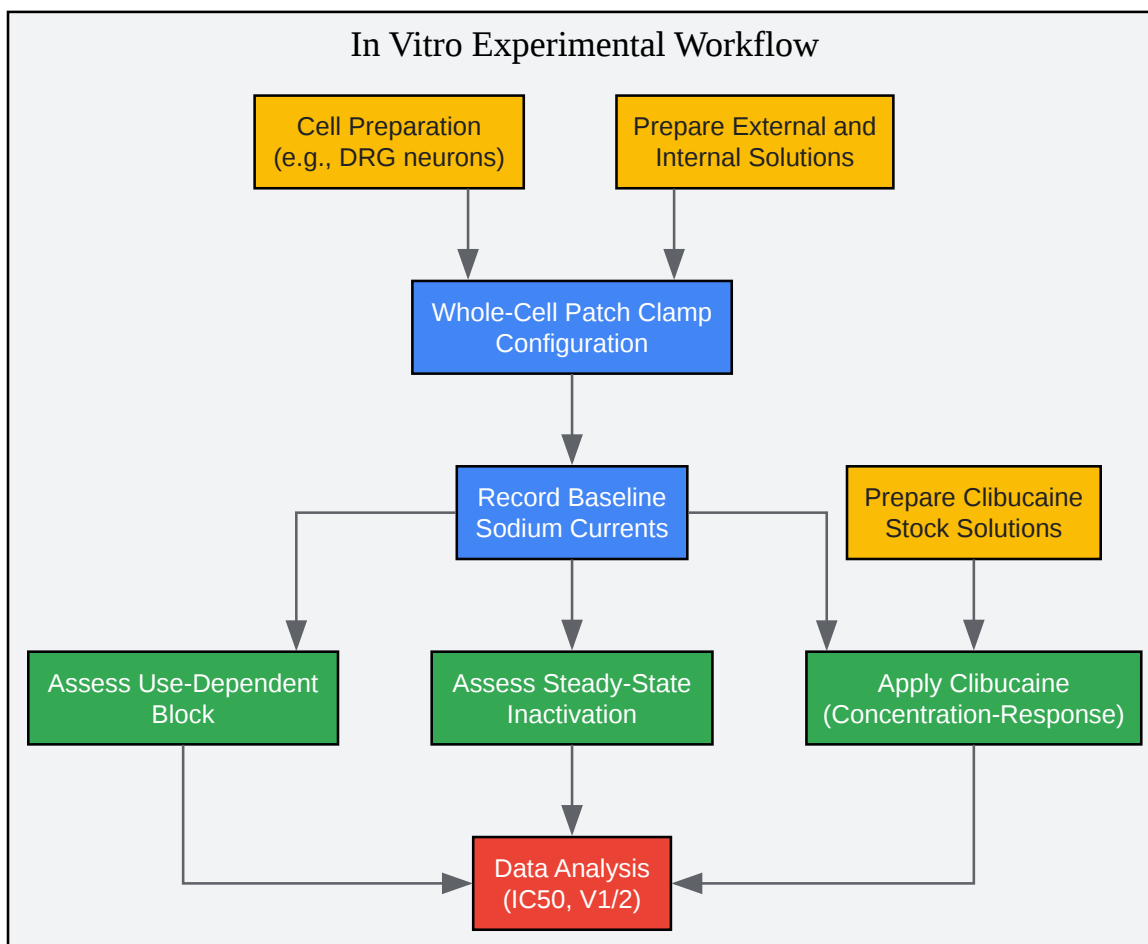 In Vitro Experimental Workflow
Cell Preparation
(e.g., DRG neurons)
Prepare External and
Internal Solutions
Whole-Cell Patch Clamp
Configuration
Record Baseline
Sodium Currents
Prepare Clibucaine
Stock Solutions
Assess Use-Dependent
Block
Assess Steady-State
Inactivation
Apply Clibucaine
(Concentration-Response)
Data Analysis
(IC50, V1/2)